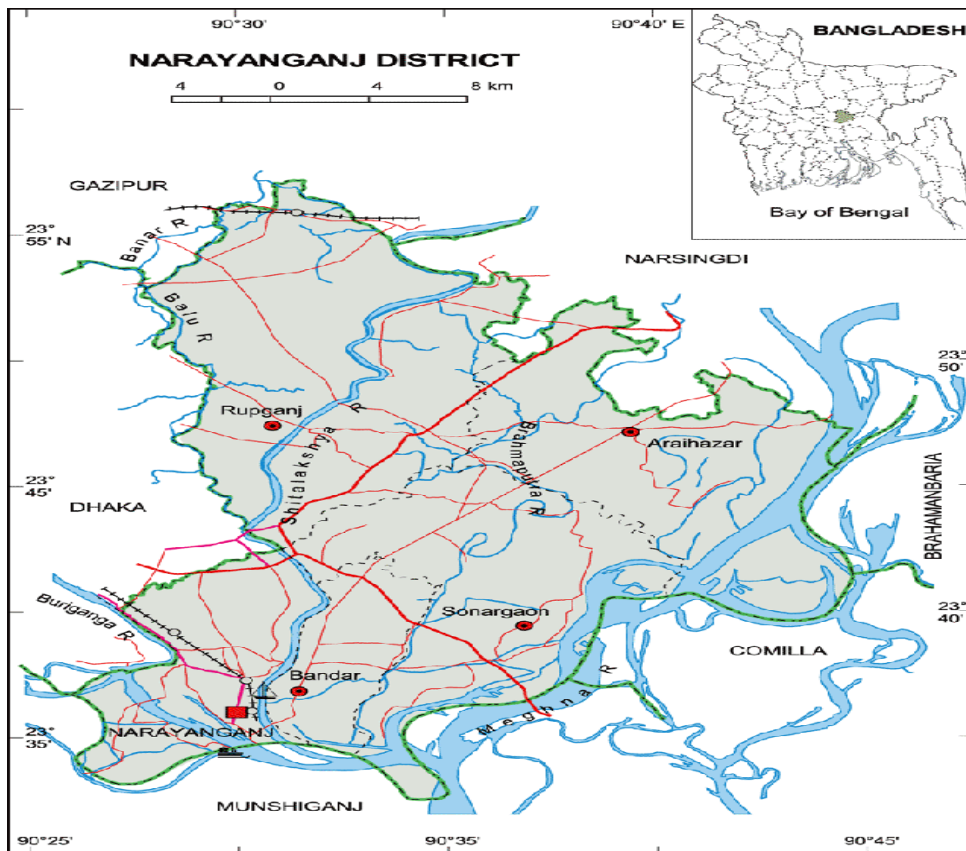 90°30'
90°40' E
BANGLADESH
NARAYANGANJ DISTRICT
4 0 4 8 km
GAZIPUR
Bay of Bengal
23°
55' N
Banar R
NARSINGDI
Balu R
23°
50'
Rupganj
Shitalakshya R
Brahmaputra R
Araihazar
23°
45'
DHAKA
BRAHAMANBARIA
Buriganga R
Sonargaon
23°
40'
COMILLA
Bandar
Meghna R
NARAYANGANJ
23°
35'
MUNSHIGANJ
90°25'
90°35'
90°45'